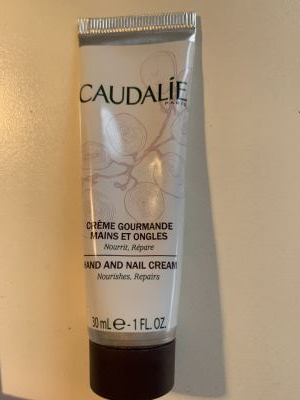 CAUDALÍE
PARIS
CRÈME GOURMANDE
MAINS ET ONGLES
Nourrit, Répare
HAND AND NAIL CREAM
Nourishes, Repairs
30 mL ℮ - 1 FL. OZ.